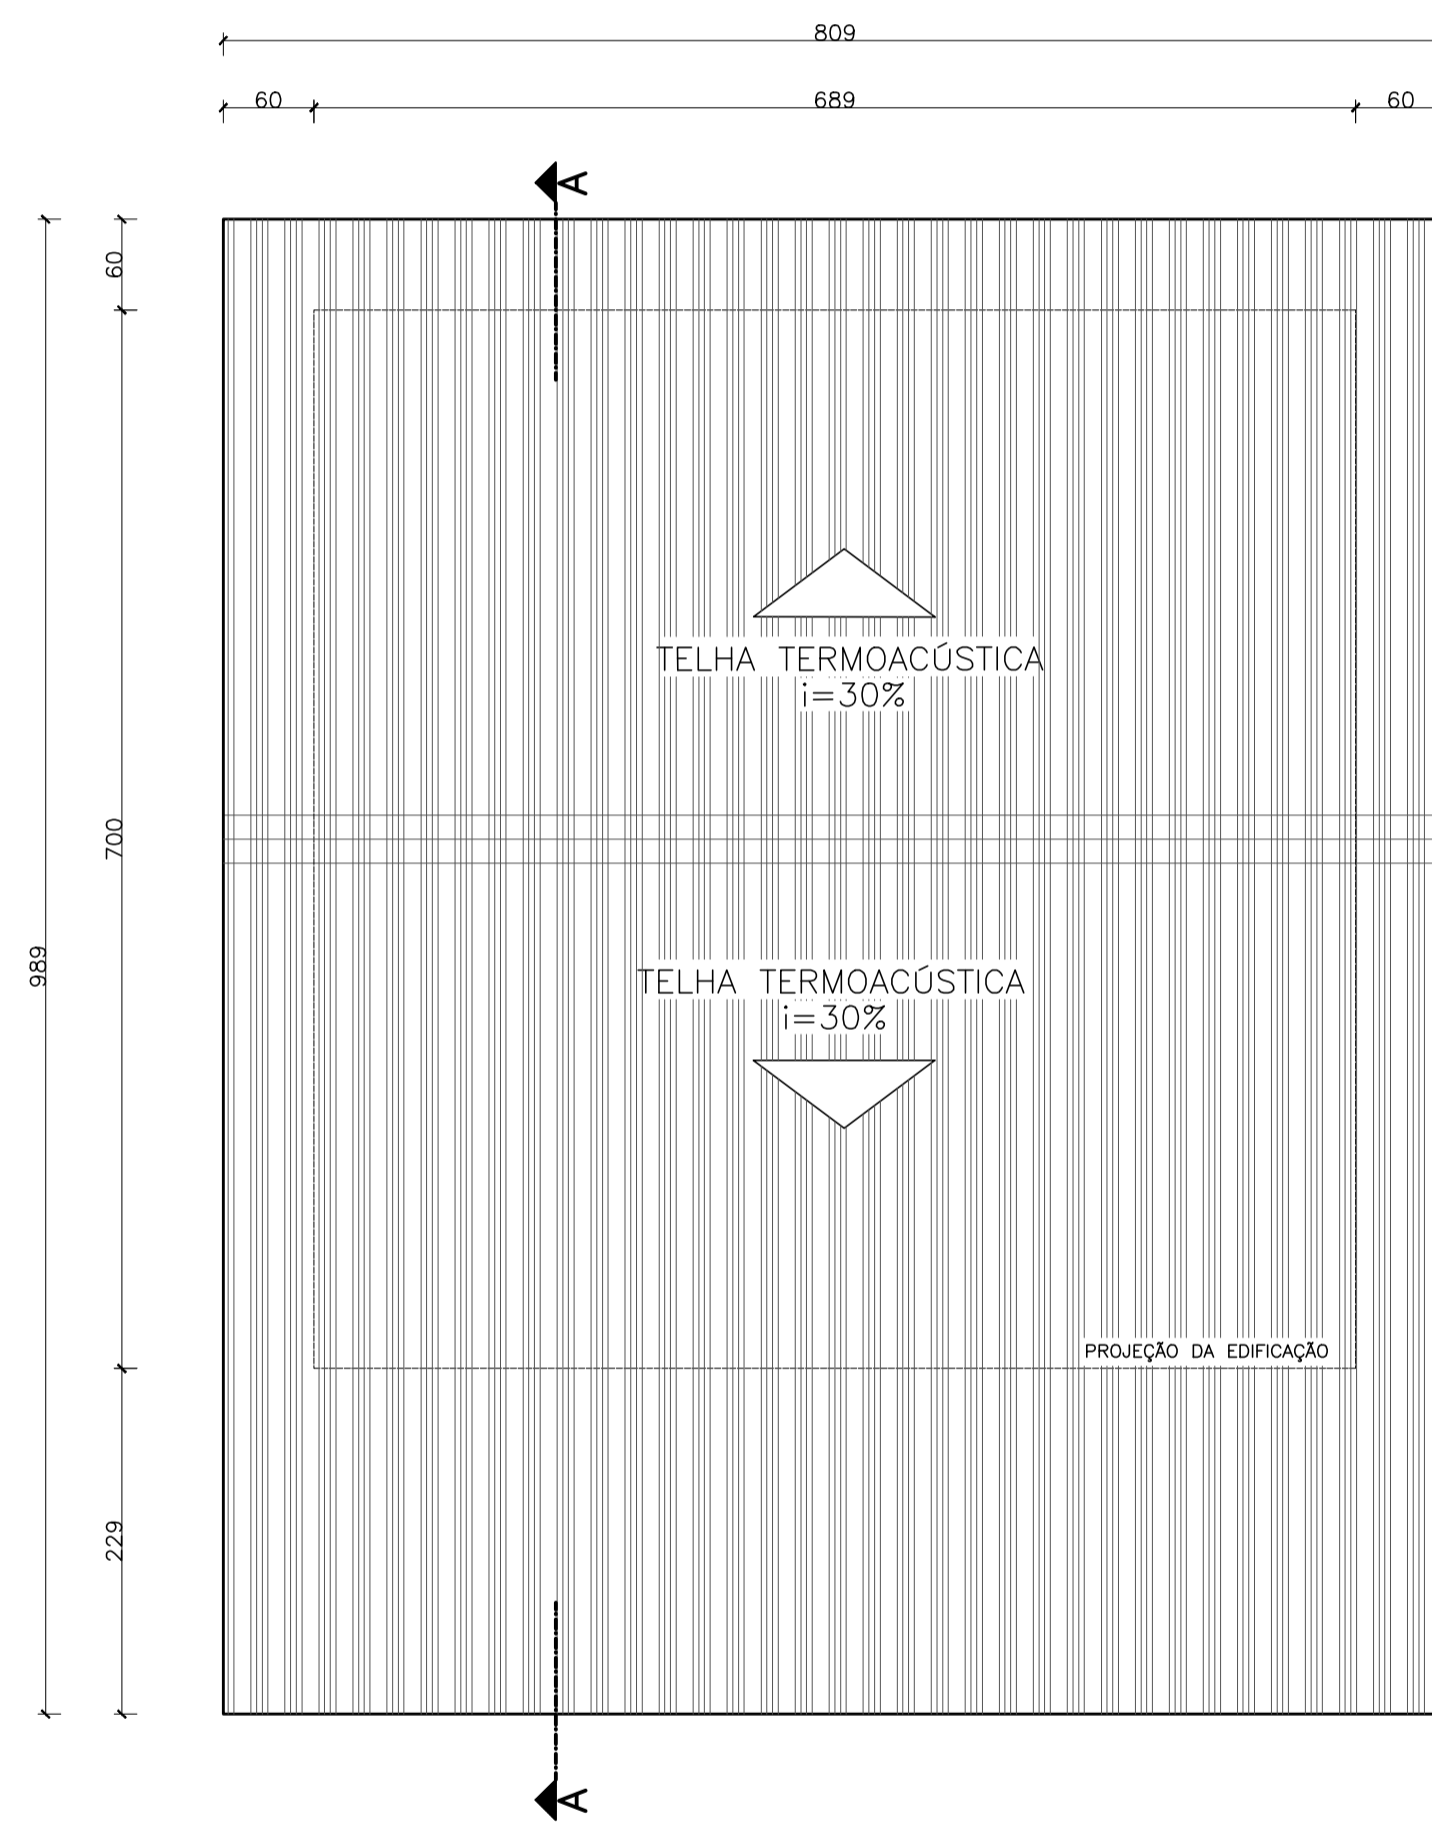 809
60
689
60
A
60
700
989
229
TELHA TERMOACÚSTICA
i=30%
TELHA TERMOACÚSTICA
i=30%
PROJEÇÃO DA EDIFICAÇÃO
A